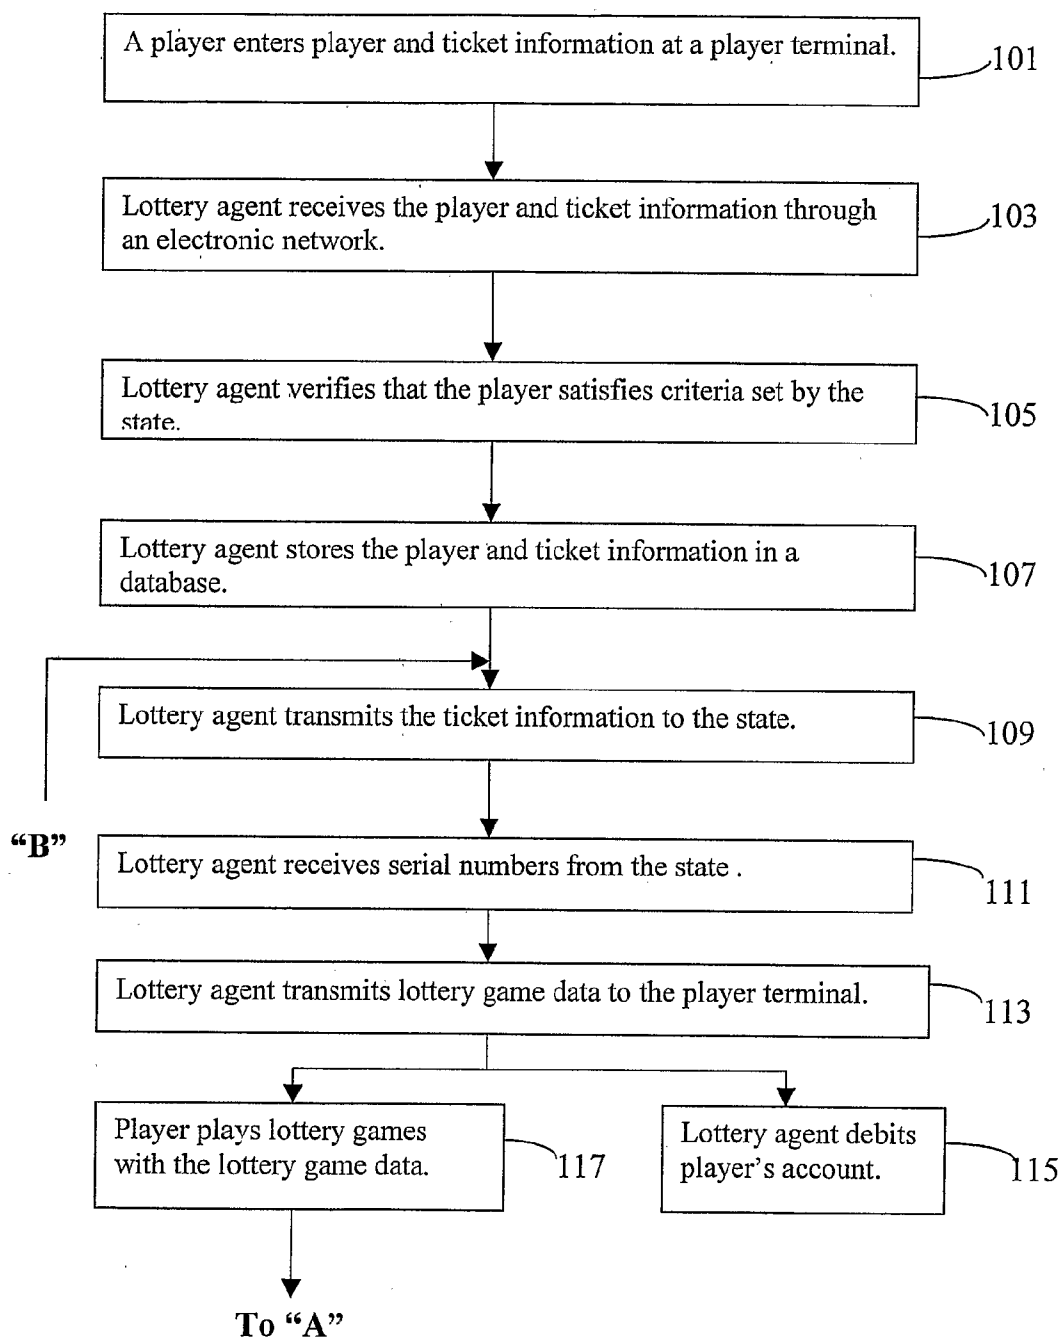 A player enters player and ticket information at a player terminal.
101
Lottery agent receives the player and ticket information through
an electronic network.
103
Lottery agent verifies that the player satisfies criteria set by the
state.
105
Lottery agent stores the player and ticket information in a
database.
107
Lottery agent transmits the ticket information to the state.
109
“B”
Lottery agent receives serial numbers from the state .
111
Lottery agent transmits lottery game data to the player terminal.
113
Player plays lottery games
with the lottery game data.
117
Lottery agent debits
player’s account.
115
To “A”